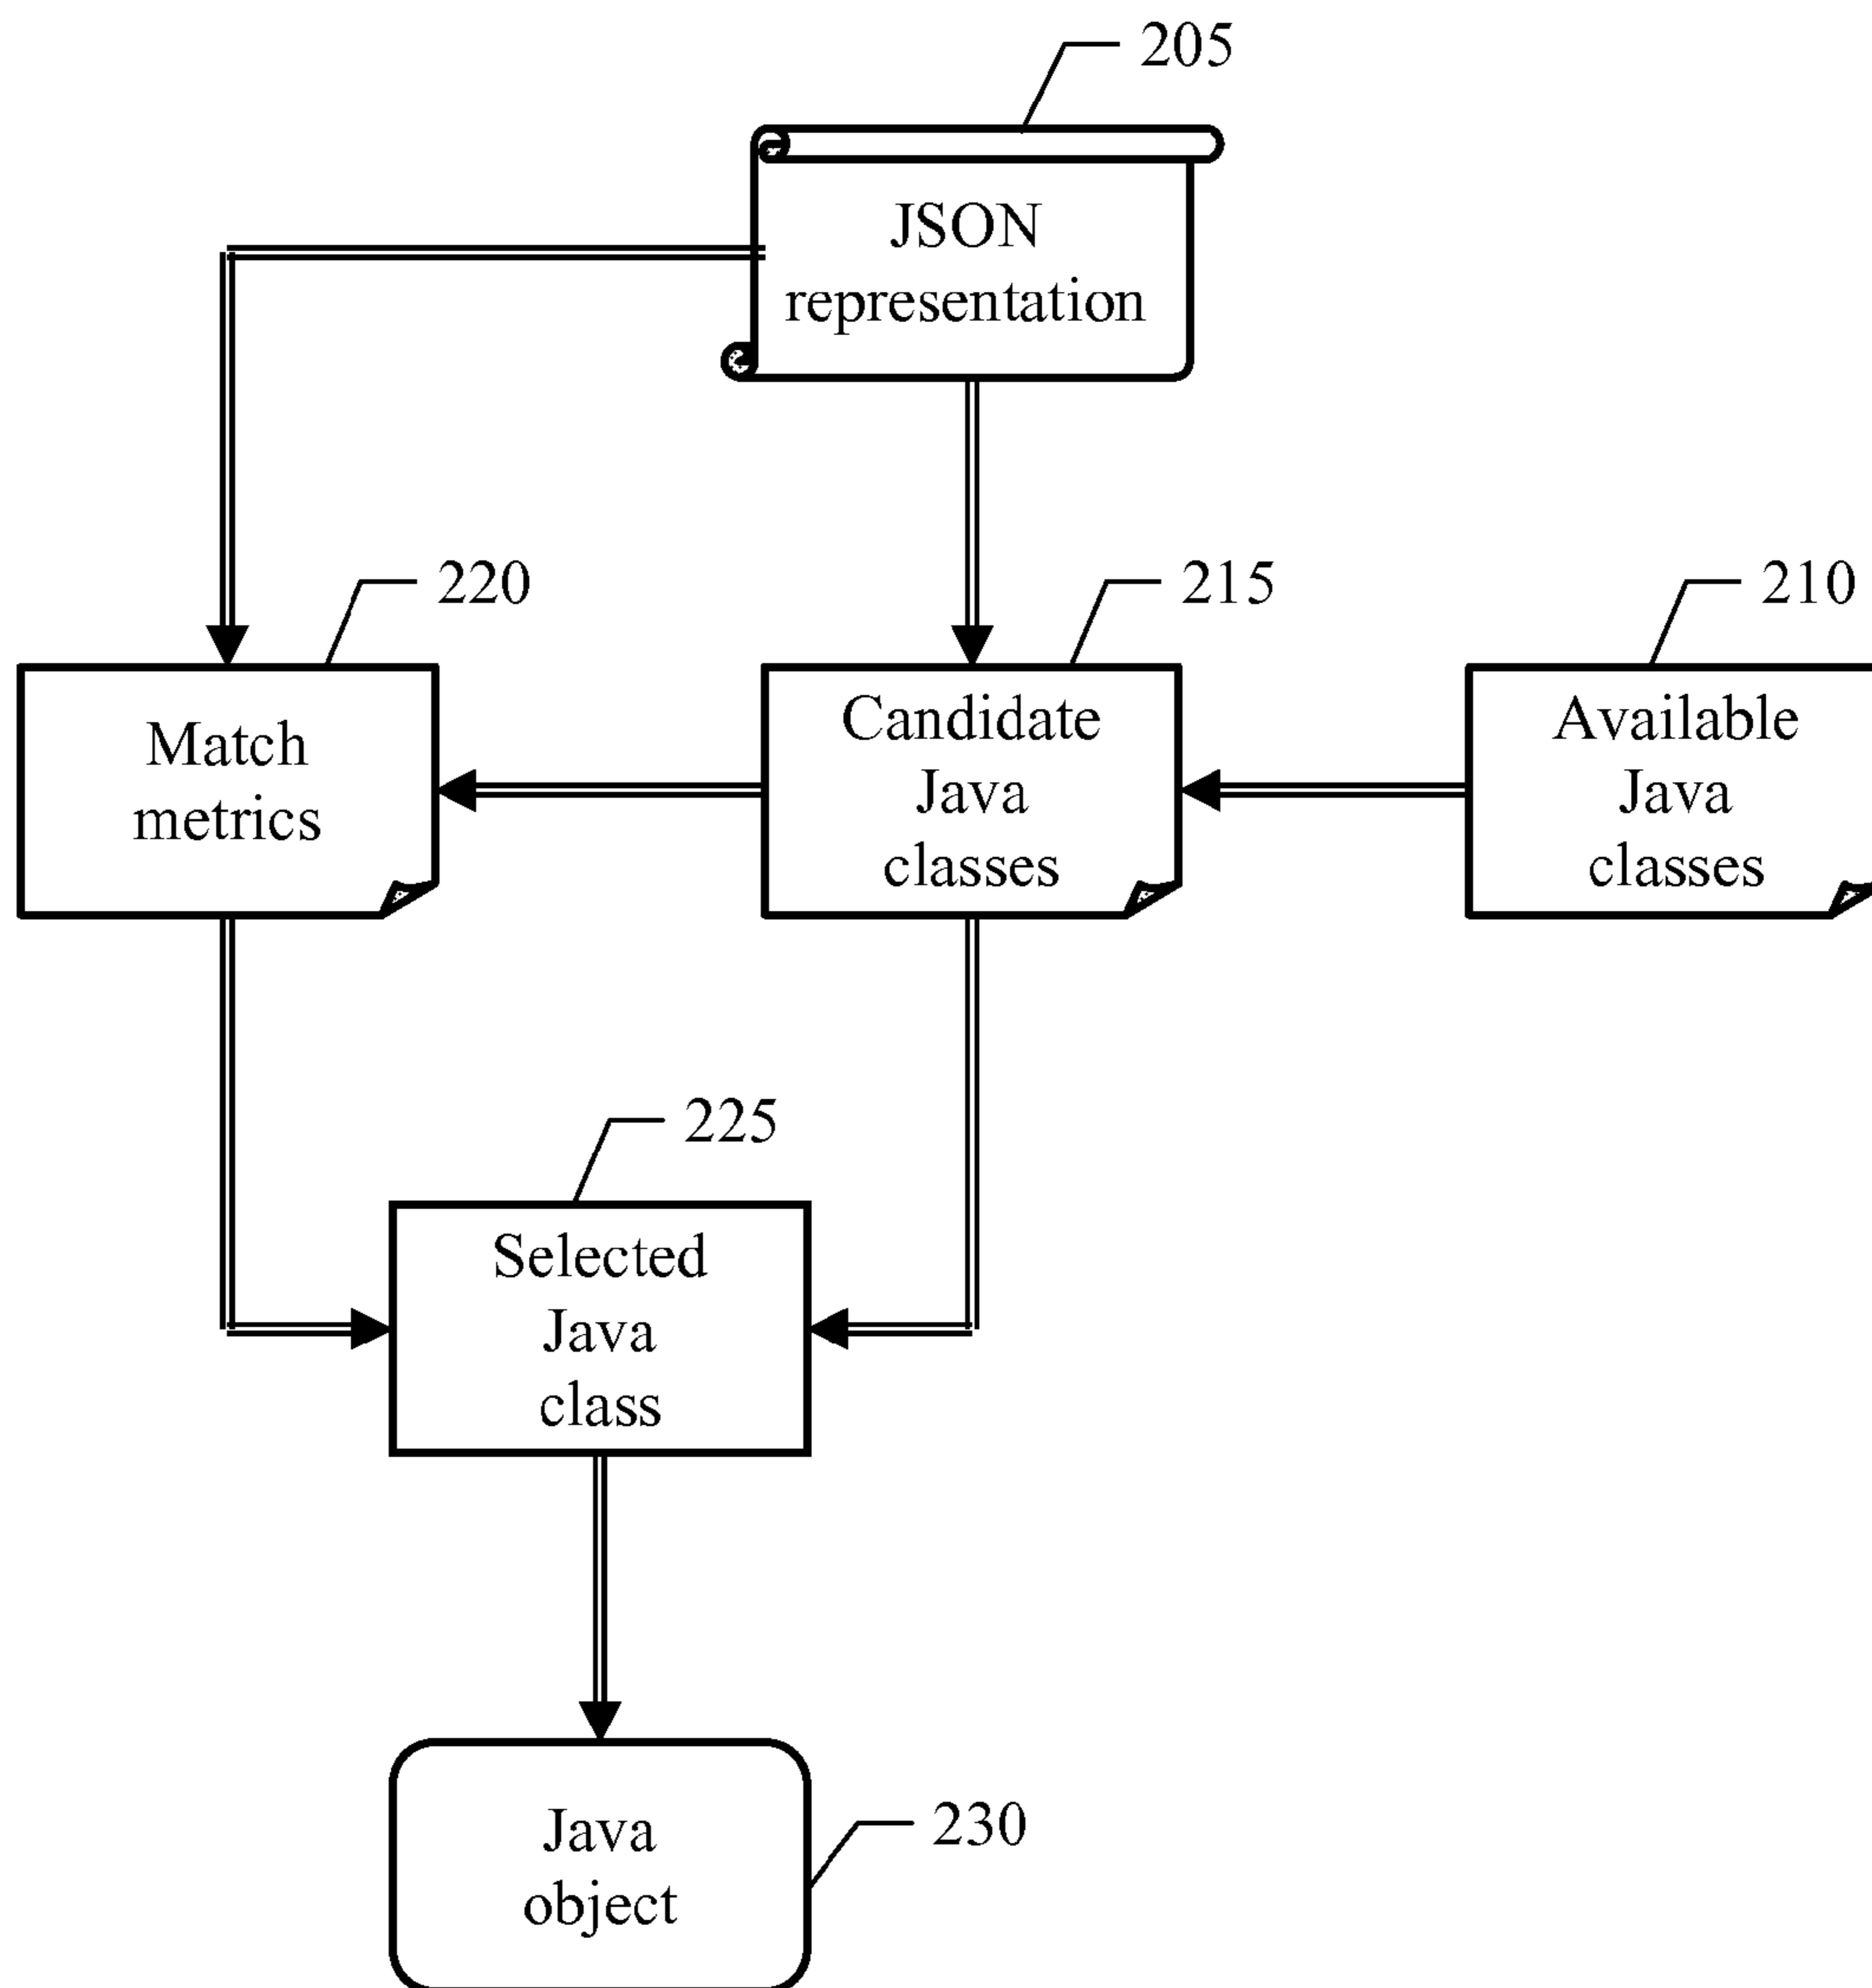 205
JSON
representation
220
215
210
Match
metrics
Candidate
Java
classes
Available
Java
classes
225
Selected
Java
class
230
Java
object